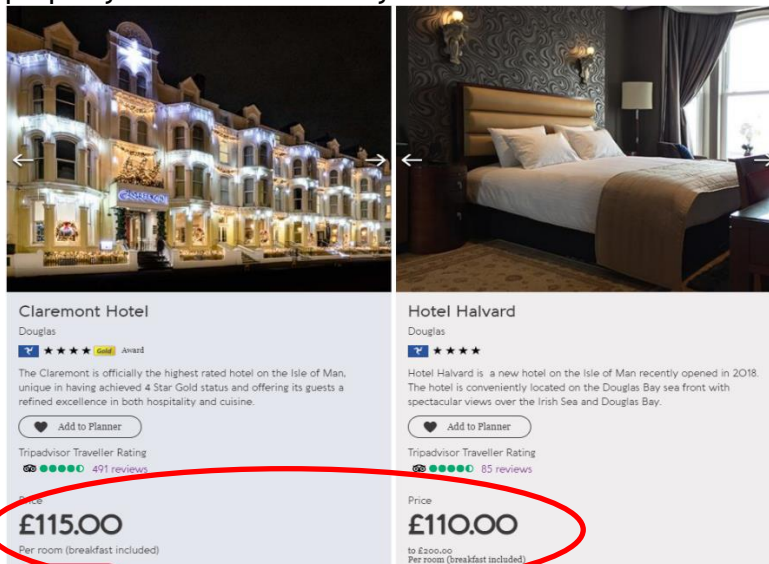 Claremont Hotel
Douglas
Gold Award
The Claremont is officially the highest rated hotel on the Isle of Man,
unique in having achieved 4 Star Gold status and offering its guests a
refined excellence in both hospitality and cuisine.
Add to Planner
Tripadvisor Traveller Rating
491 reviews
Price
£115.00
Per room (breakfast included)
Hotel Halvard
Douglas
Hotel Halvard is a new hotel on the Isle of Man recently opened in 2018.
The hotel is conveniently located on the Douglas Bay sea front with
spectacular views over the Irish Sea and Douglas Bay.
Add to Planner
Tripadvisor Traveller Rating
85 reviews
Price
£110.00
to £200.00
Per room (breakfast included)